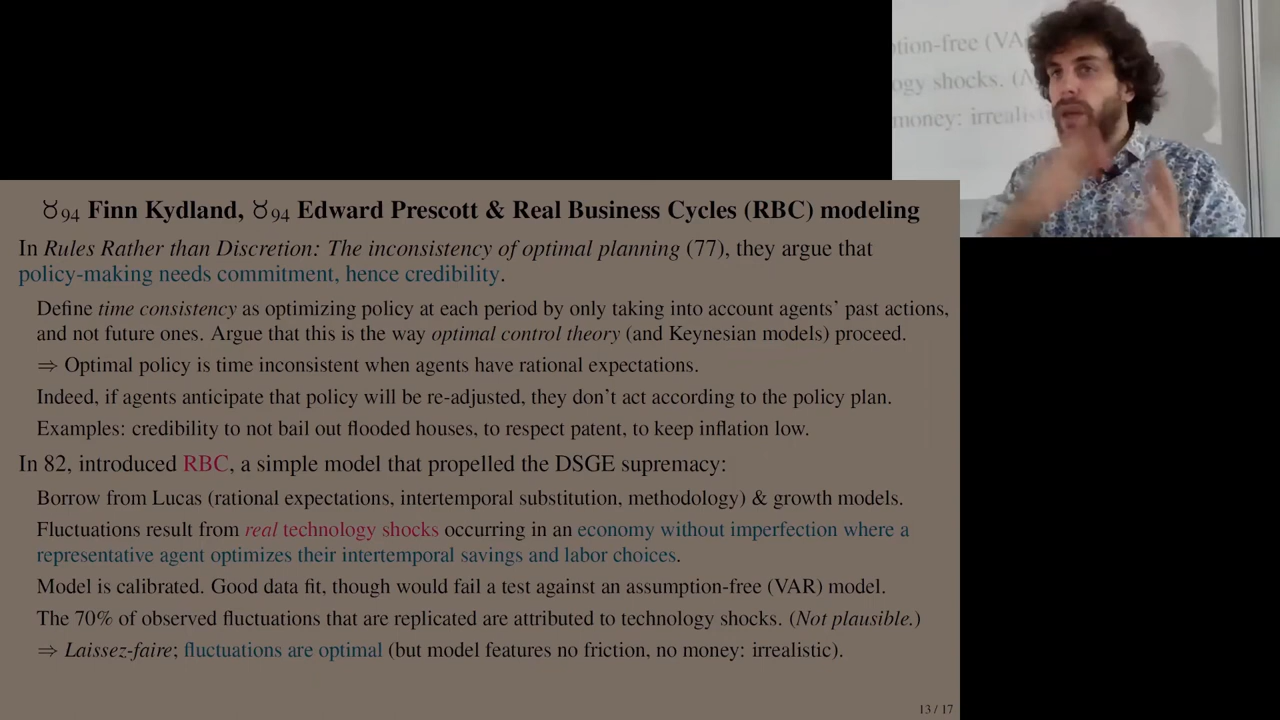 ption-free (VA
ogy shocks. (N
money: irrealis
♉94 Finn Kydland, ♉94 Edward Prescott & Real Business Cycles (RBC) modeling
In Rules Rather than Discretion: The inconsistency of optimal planning (77), they argue that
policy-making needs commitment, hence credibility.
Define time consistency as optimizing policy at each period by only taking into account agents' past actions,
and not future ones. Argue that this is the way optimal control theory (and Keynesian models) proceed.
⇒ Optimal policy is time inconsistent when agents have rational expectations.
Indeed, if agents anticipate that policy will be re-adjusted, they don't act according to the policy plan.
Examples: credibility to not bail out flooded houses, to respect patent, to keep inflation low.
In 82, introduced RBC, a simple model that propelled the DSGE supremacy:
Borrow from Lucas (rational expectations, intertemporal substitution, methodology) & growth models.
Fluctuations result from real technology shocks occurring in an economy without imperfection where a
representative agent optimizes their intertemporal savings and labor choices.
Model is calibrated. Good data fit, though would fail a test against an assumption-free (VAR) model.
The 70% of observed fluctuations that are replicated are attributed to technology shocks. (Not plausible.)
⇒ Laissez-faire; fluctuations are optimal (but model features no friction, no money: irrealistic).
13 / 17